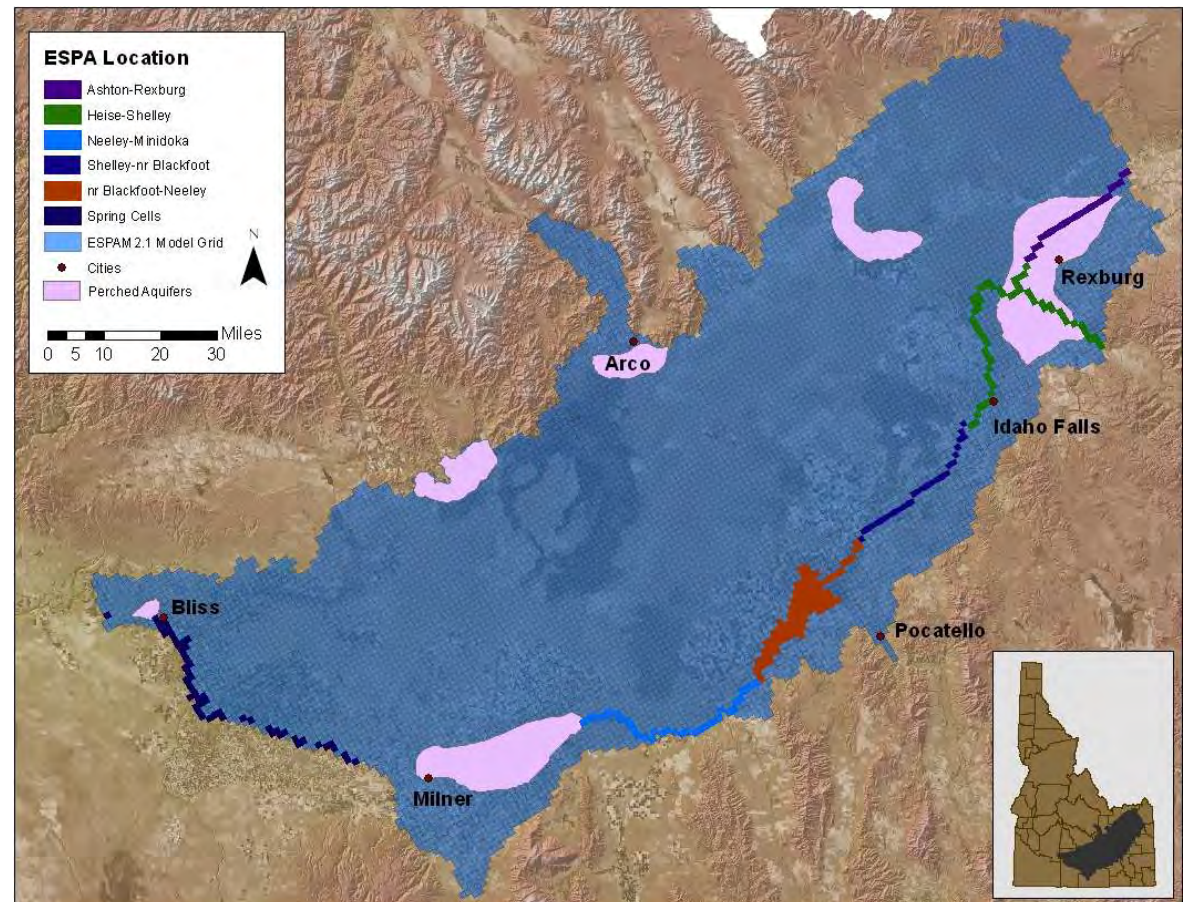 ESPA Location
Ashton-Rexburg
Heise-Shelley
Neeley-Minidoka
Shelley-nr Blackfoot
nr Blackfoot-Neeley
Spring Cells
ESPAM 2.1 Model Grid
Cities
Perched Aquifers
N
Miles
0 5 10 20 30
Rexburg
Arco
Idaho Falls
Bliss
Pocatello
Milner